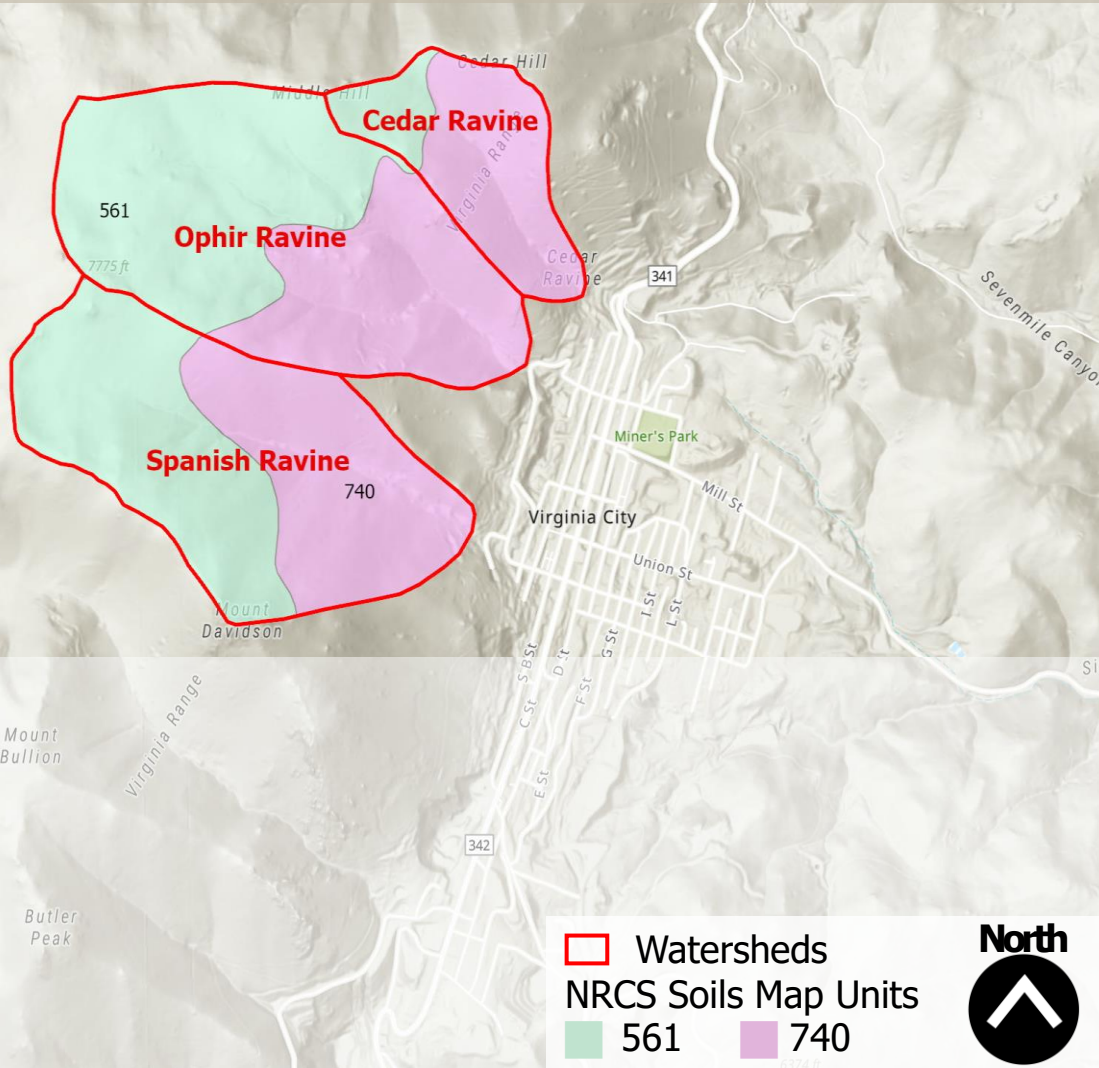 Cedar Hill
Middle Hill
Cedar Ravine
Virginia Range
561
Ophir Ravine
7775 ft
Cedar
Ravine
341
Sevenmile Canyon
Miner's Park
Spanish Ravine
740
Mill St
Virginia City
Union St
I St
L St
Mount
Davidson
G St
S B St
D St
F St
C St
Mount
Bullion
Virginia Range
E St
342
Butler
Peak
Watersheds
North
NRCS Soils Map Units
561
740
6374 ft